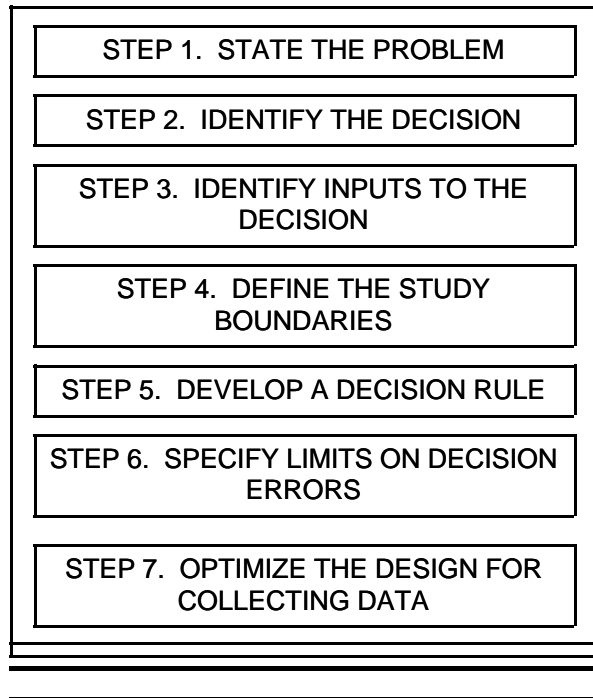 STEP 1.  STATE THE PROBLEM
STEP 2.  IDENTIFY THE DECISION
STEP 3.  IDENTIFY INPUTS TO THE
DECISION
STEP 4.  DEFINE THE STUDY
BOUNDARIES
STEP 5.  DEVELOP A DECISION RULE
STEP 6.  SPECIFY LIMITS ON DECISION
ERRORS
STEP 7.  OPTIMIZE THE DESIGN FOR
COLLECTING DATA